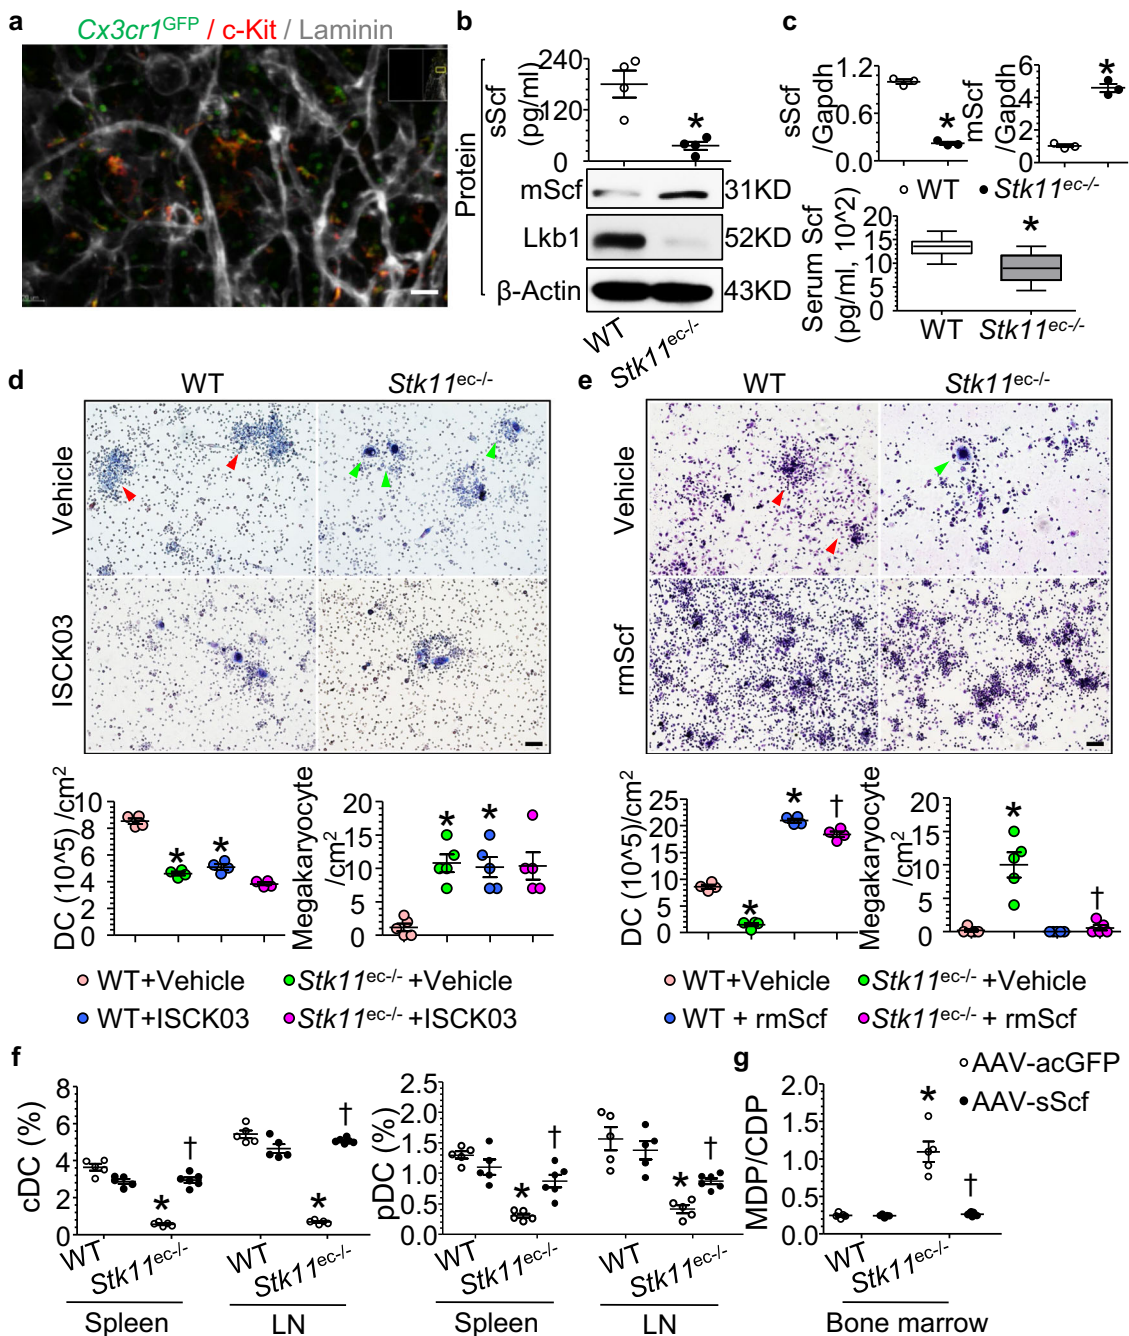 a
Cx3cr1GFP / c-Kit / Laminin
b
Protein
sScf
(pg/ml)
240
120
0
*
mScf
31KD
Lkb1
52KD
β-Actin
43KD
WT
Stk11ec-/-
c
sScf
/Gapdh
1.2
0.6
0.0
*
mScf
/Gapdh
6
4
2
0
*
WT
Stk11ec-/-
Serum Scf
(pg/ml, 10^2)
20
15
10
5
0
*
WT
Stk11ec-/-
d
WT
Stk11ec-/-
Vehicle
ISCK03
DC (10^5) /cm2
10
8
6
4
2
0
*
*
Megakaryocyte
/cm2
20
15
10
5
0
*
*
WT+Vehicle
Stk11ec-/- +Vehicle
WT+ISCK03
Stk11ec-/- +ISCK03
e
WT
Stk11ec-/-
Vehicle
rmScf
DC (10^5)/cm2
25
20
15
10
5
0
*
*
†
Megakaryocyte
/cm2
20
15
10
5
0
*
†
WT+Vehicle
Stk11ec-/- +Vehicle
WT + rmScf
Stk11ec-/- + rmScf
f
cDC (%)
8
6
4
2
0
*
†
*
†
WT
Stk11ec-/-
WT
Stk11ec-/-
Spleen
LN
pDC (%)
2.5
2.0
1.5
1.0
0.5
0.0
*
†
*
†
WT
Stk11ec-/-
WT
Stk11ec-/-
Spleen
LN
g
AAV-acGFP
AAV-sScf
MDP/CDP
2.0
1.5
1.0
0.5
0.0
*
†
WT
Stk11ec-/-
Bone marrow